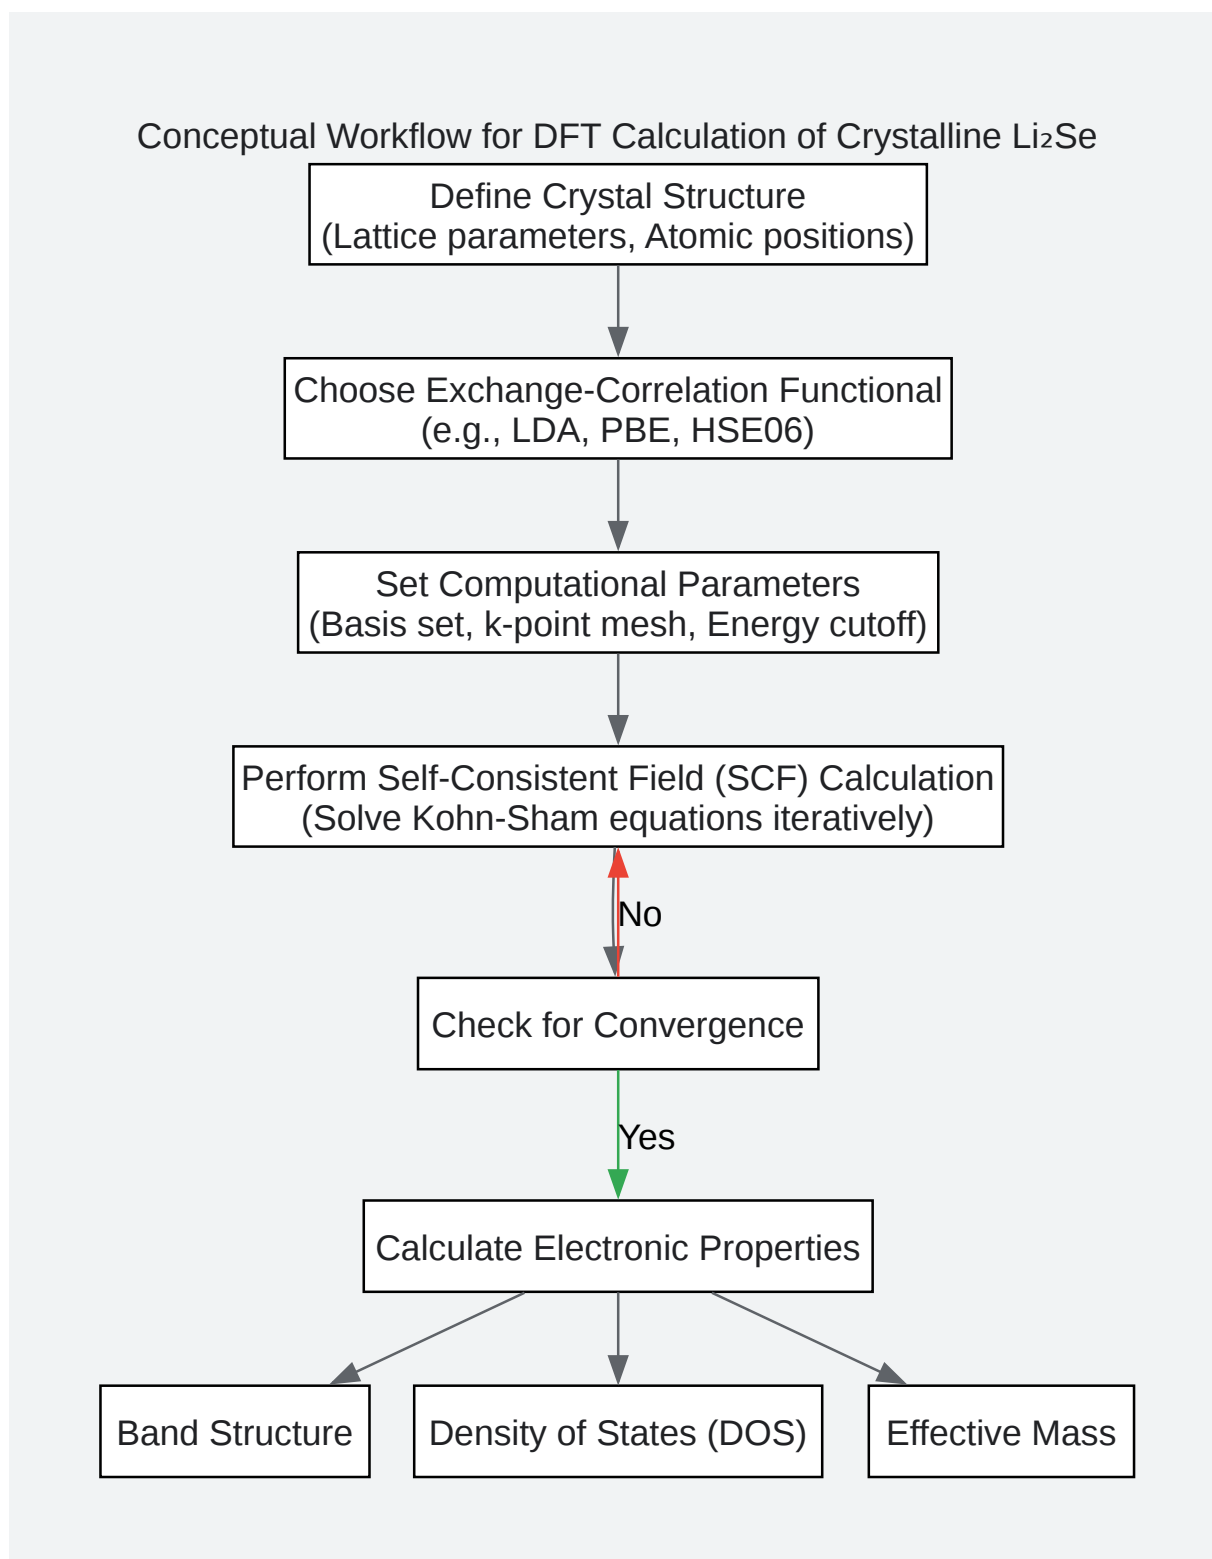 Conceptual Workflow for DFT Calculation of Crystalline Li₂Se
Define Crystal Structure
(Lattice parameters, Atomic positions)
Choose Exchange-Correlation Functional
(e.g., LDA, PBE, HSE06)
Set Computational Parameters
(Basis set, k-point mesh, Energy cutoff)
Perform Self-Consistent Field (SCF) Calculation
(Solve Kohn-Sham equations iteratively)
No
Check for Convergence
Yes
Calculate Electronic Properties
Band Structure
Density of States (DOS)
Effective Mass